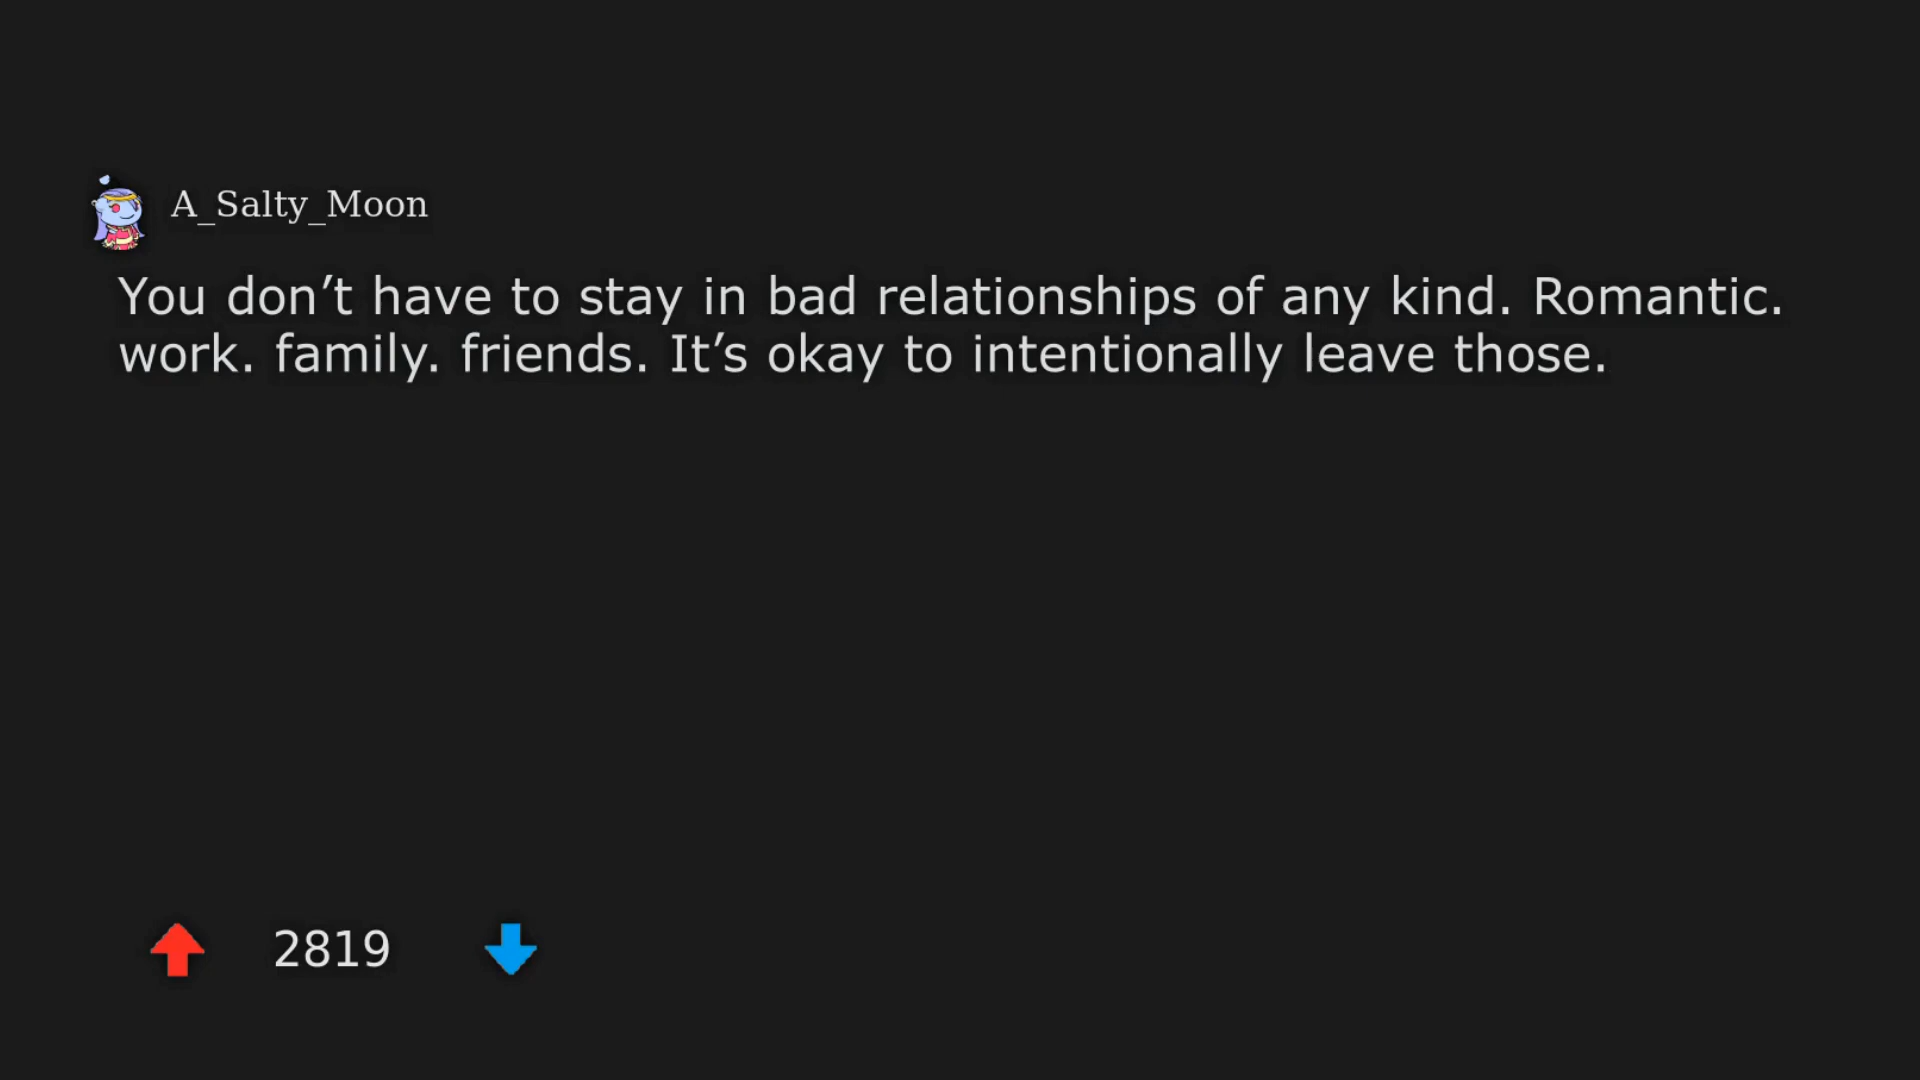 A_Salty_Moon
You don’t have to stay in bad relationships of any kind. Romantic.
work. family. friends. It’s okay to intentionally leave those.
2819